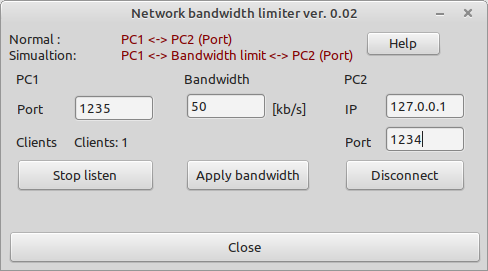 Network bandwidth limiter ver. 0.02
Normal : PC1 <-> PC2 (Port)
Help
Simualtion: PC1 <-> Bandwidth limit <-> PC2 (Port)
PC1 Bandwidth PC2
Port 1235 50 [kb/s] IP 127.0.0.1
Clients Clients: 1 Port 1234
Stop listen Apply bandwidth Disconnect
Close